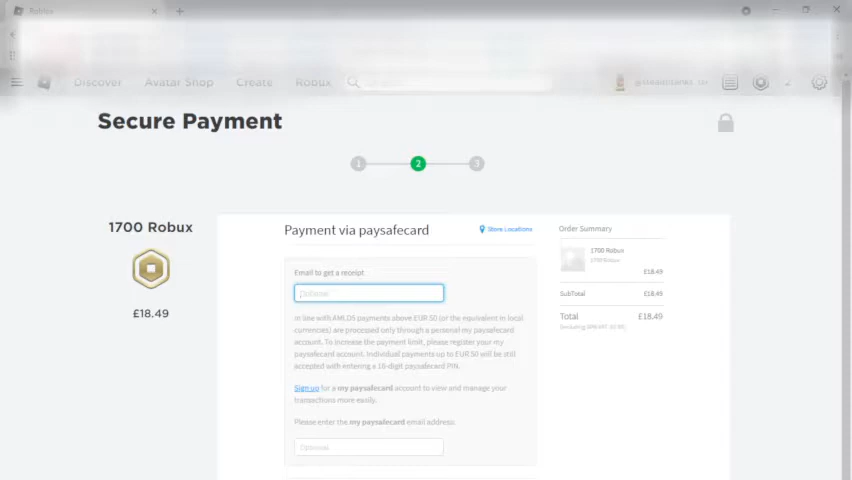 Roblox
Discover Avatar Shop Create Robux
Secure Payment
1 2 3
1700 Robux
£18.49
Payment via paysafecard
Store Locations
Email to get a receipt
Optional
In line with AMLD5 payments above EUR 50 (or the equivalent in local
currencies) are processed only through a personal my paysafecard
account. To increase the payment limit, please register your my
paysafecard account. Individual payments up to EUR 50 will be still
accepted with entering a 16-digit paysafecard PIN.
Sign up for a my paysafecard account to view and manage your
transactions more easily.
Please enter the my paysafecard email address.
Optional
Order Summary
1700 Robux
1700 Robux
£18.49
SubTotal £18.49
Total £18.49